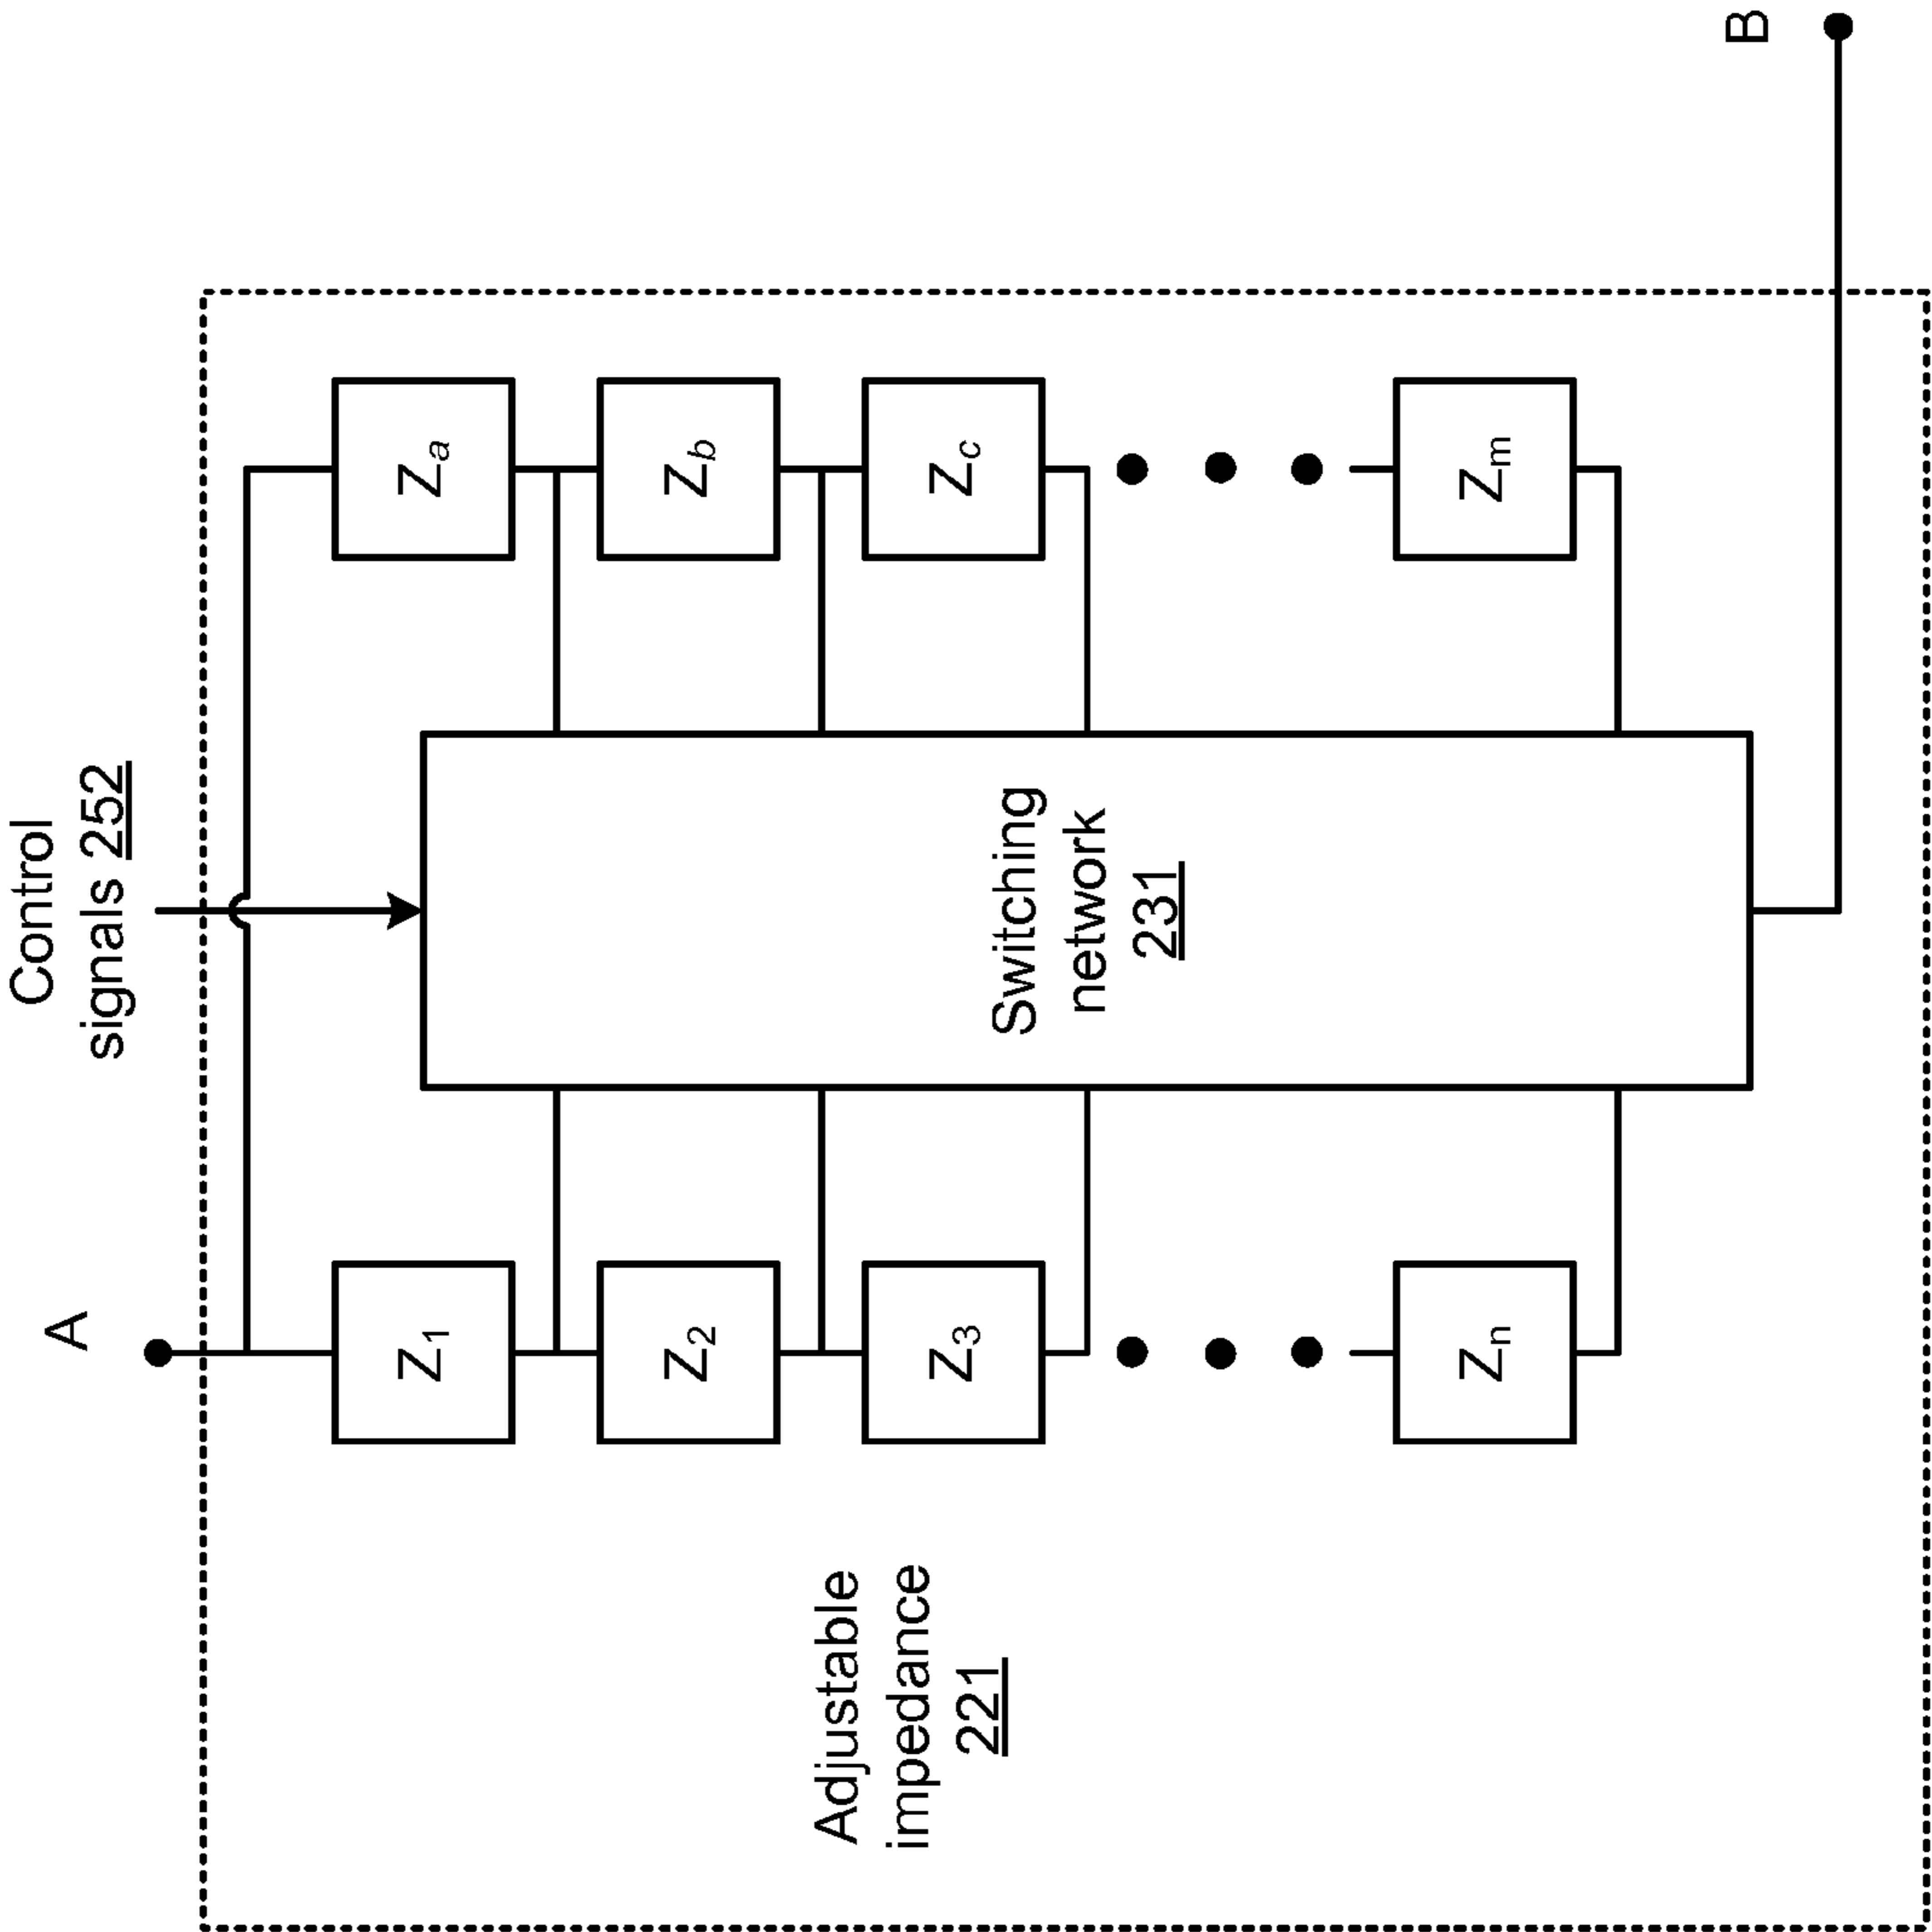 Control
signals 252
A
B
Z1
Z2
Z3
Zn
Za
Zb
Zc
Zm
Switching
network
231
Adjustable
impedance
221